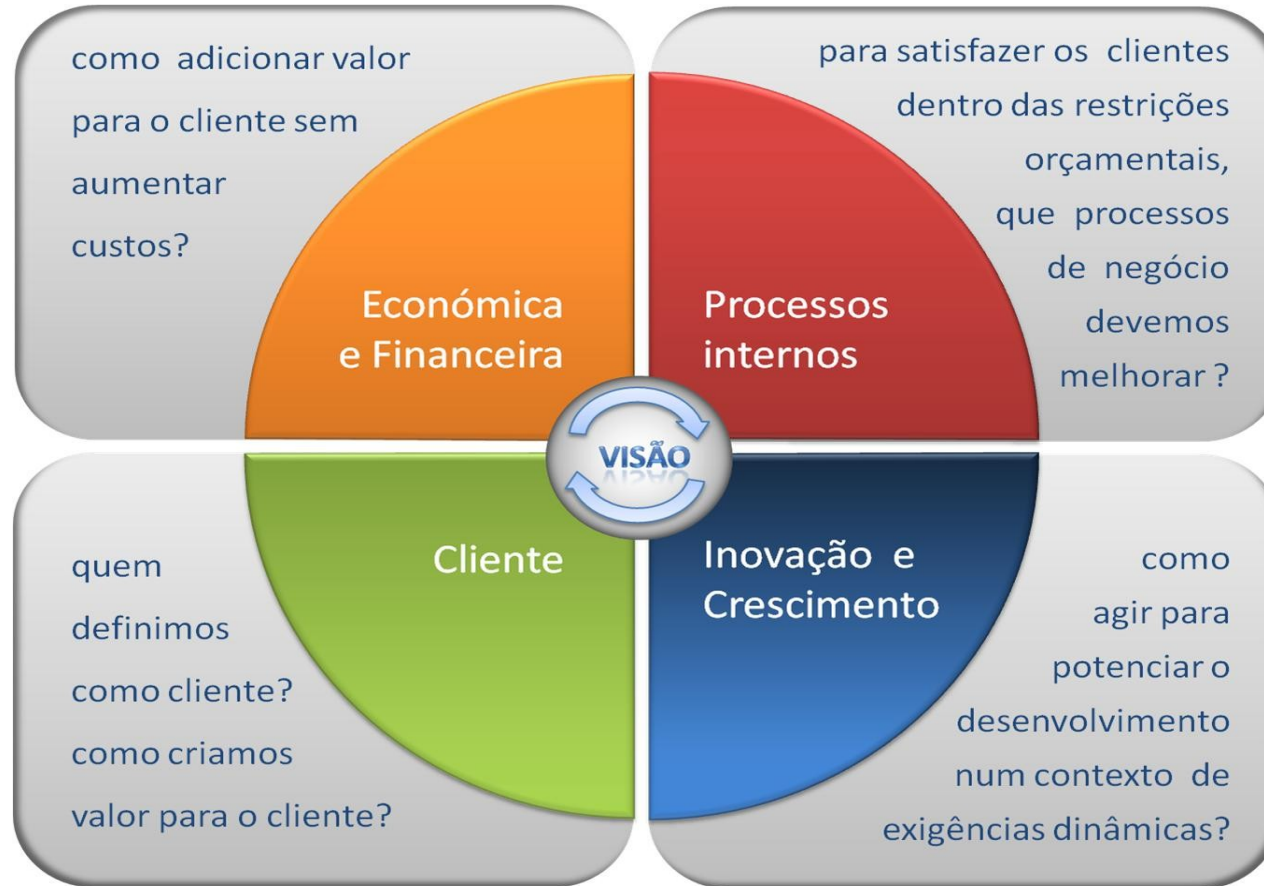 como adicionar valor
para o cliente sem
aumentar
custos?
Económica
e Financeira
para satisfazer os clientes
dentro das restrições
orçamentais,
que processos
de negócio
devemos
melhorar ?
Processos
internos
VISÃO
quem
definimos
como cliente?
como criamos
valor para o cliente?
Cliente
Inovação e
Crescimento
como
agir para
potenciar o
desenvolvimento
num contexto de
exigências dinâmicas?